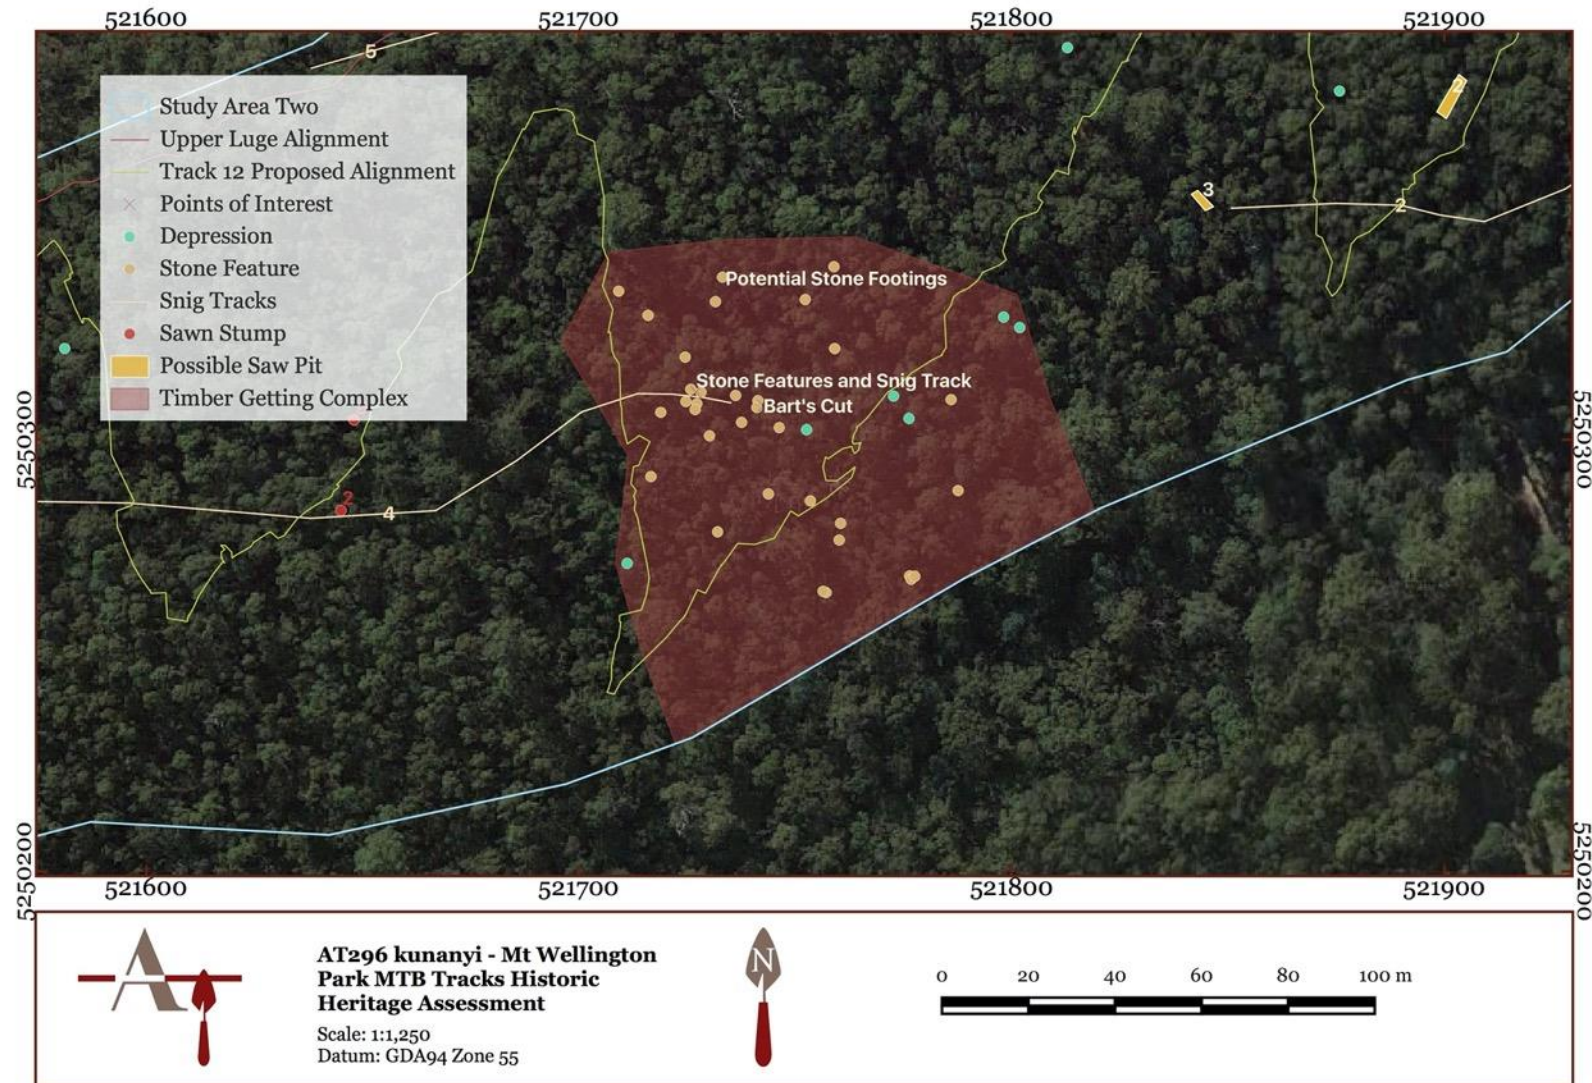 521600 521700 521800 521900
5
Study Area Two
Upper Luge Alignment
Track 12 Proposed Alignment
Points of Interest
Depression
Stone Feature
Snig Tracks
Sawn Stump
Possible Saw Pit
Timber Getting Complex
2
3
2
Potential Stone Footings
Stone Features and Snig Track
Bart's Cut
5250300
5250300
2
4
5250200
5250200
521600 521700 521800 521900
A
AT296 kunanyi - Mt Wellington
Park MTB Tracks Historic
Heritage Assessment
Scale: 1:1,250
Datum: GDA94 Zone 55
N
0 20 40 60 80 100 m